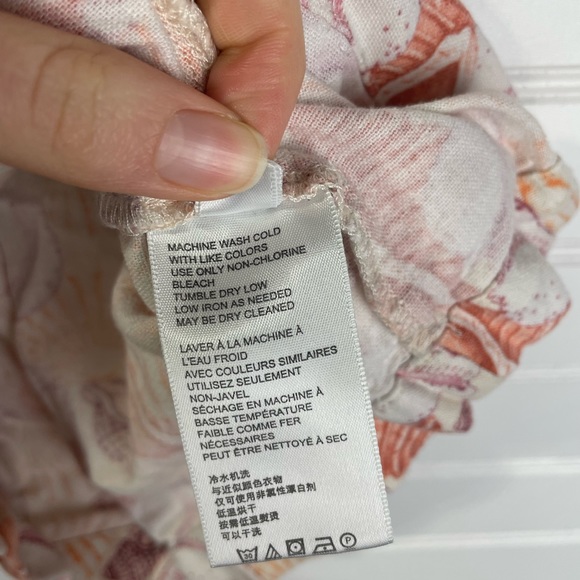 MACHINE WASH COLD
WITH LIKE COLORS
USE ONLY NON-CHLORINE
BLEACH
TUMBLE DRY LOW
LOW IRON AS NEEDED
MAY BE DRY CLEANED
LAVER À LA MACHINE À
L'EAU FROID
AVEC COULEURS SIMILAIRES
UTILISEZ SEULEMENT
NON-JAVEL
SÉCHAGE EN MACHINE À
BASSE TEMPÉRATURE
FAIBLE COMME FER
NÉCESSAIRES
PEUT ÊTRE NETTOYÉ À SEC
冷水机洗
与近似颜色衣物
仅可使用非氯性漂白剂
低温烘干
按需低温熨烫
可以干洗
30 P